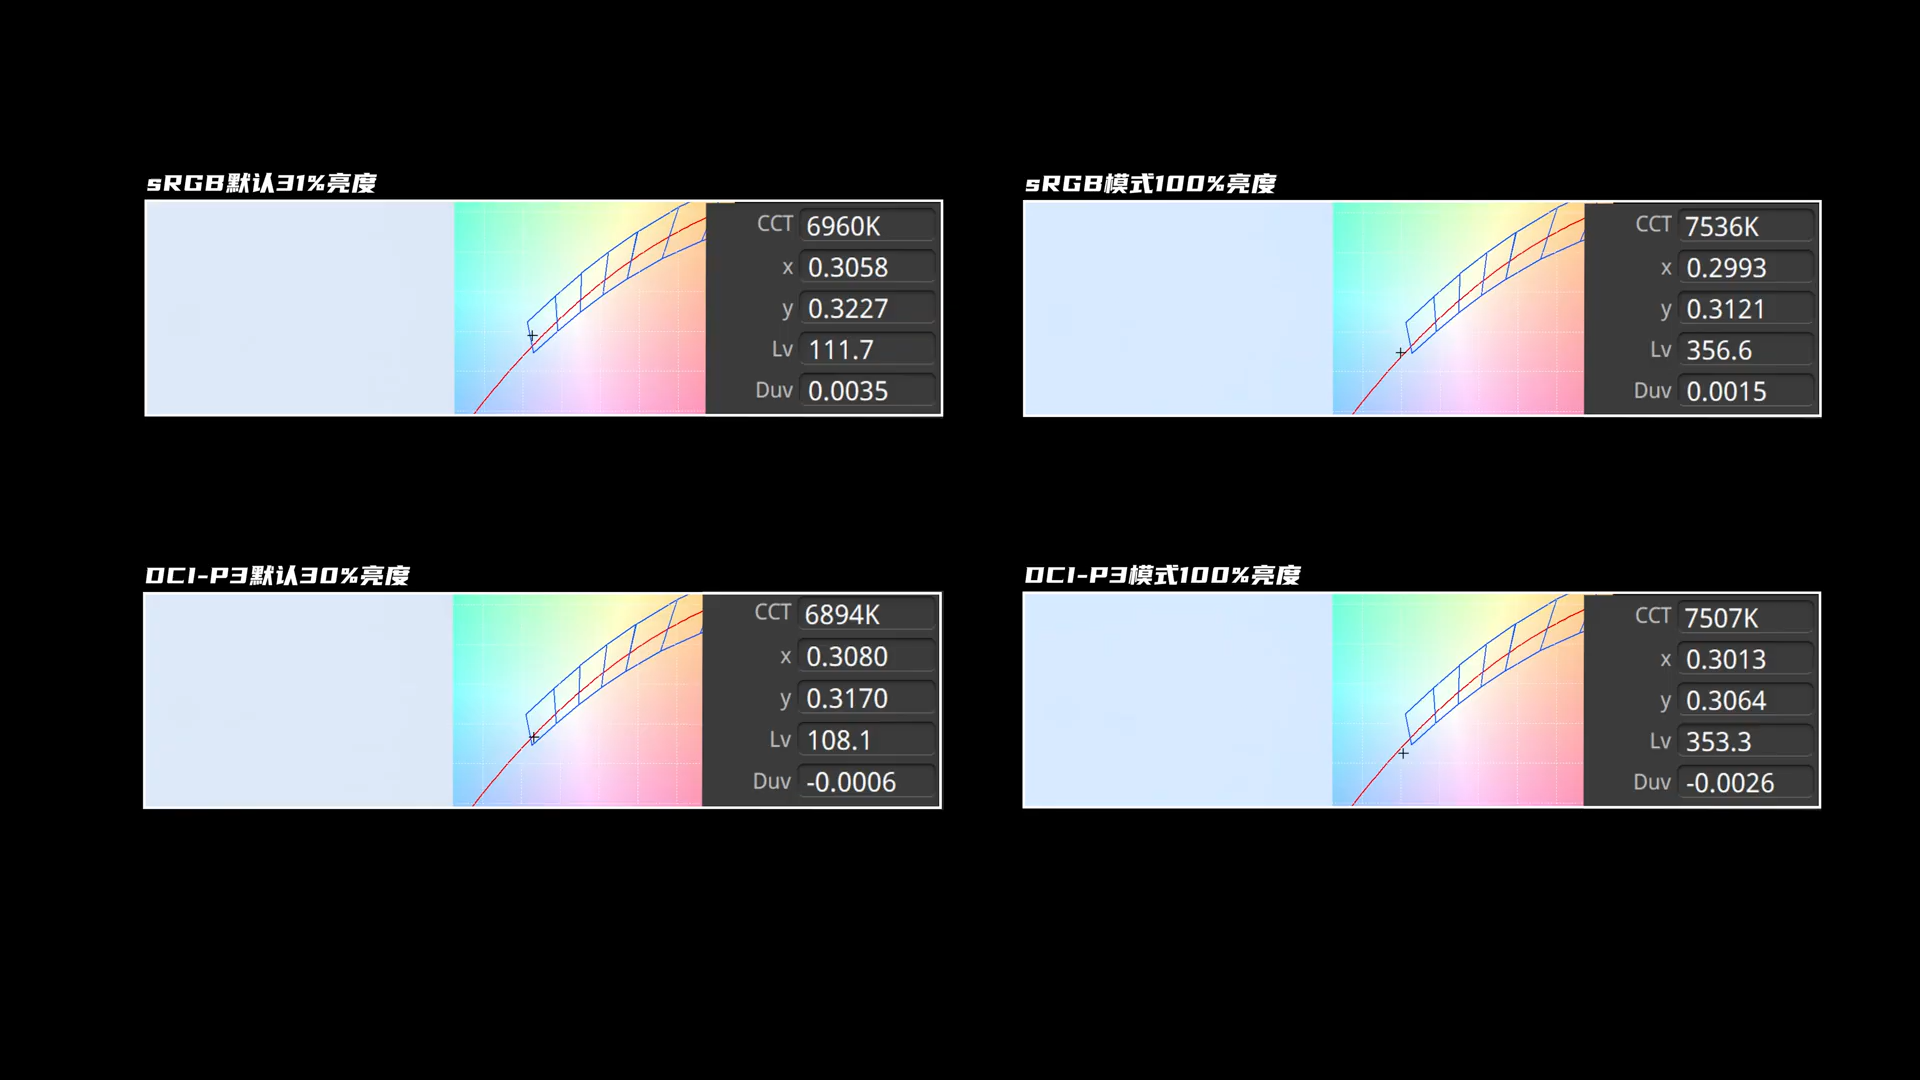 sRGB默认31%亮度
CCT 6960K
x 0.3058
y 0.3227
Lv 111.7
Duv 0.0035
sRGB模式100%亮度
CCT 7536K
x 0.2993
y 0.3121
Lv 356.6
Duv 0.0015
DCI-P3默认30%亮度
CCT 6894K
x 0.3080
y 0.3170
Lv 108.1
Duv -0.0006
DCI-P3模式100%亮度
CCT 7507K
x 0.3013
y 0.3064
Lv 353.3
Duv -0.0026